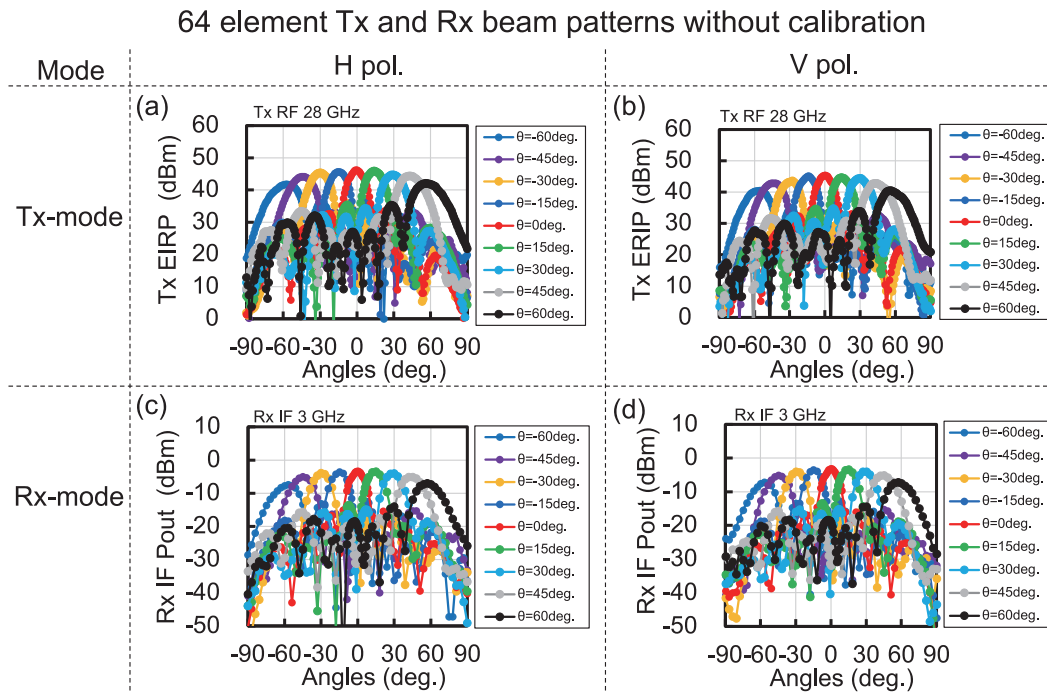 64 element Tx and Rx beam patterns without calibration
Mode
H pol.
V pol.
Tx-mode
(a)
Tx RF 28 GHz
Tx EIRP (dBm)
60
50
40
30
20
10
0
-90 -60 -30 0 30 60 90
Angles (deg.)
θ=-60deg.
θ=-45deg.
θ=-30deg.
θ=-15deg.
θ=0deg.
θ=15deg.
θ=30deg.
θ=45deg.
θ=60deg.
(b)
Tx RF 28 GHz
Tx ERIP (dBm)
60
50
40
30
20
10
0
-90 -60 -30 0 30 60 90
Angles (deg.)
θ=-60deg.
θ=-45deg.
θ=-30deg.
θ=-15deg.
θ=0deg.
θ=15deg.
θ=30deg.
θ=45deg.
θ=60deg.
Rx-mode
(c)
Rx IF 3 GHz
Rx IF Pout (dBm)
10
0
-10
-20
-30
-40
-50
-90 -60 -30 0 30 60 90
Angles (deg.)
θ=-60deg.
θ=-45deg.
θ=-30deg.
θ=-15deg.
θ=0deg.
θ=15deg.
θ=30deg.
θ=45deg.
θ=60deg.
(d)
Rx IF 3 GHz
Rx IF Pout (dBm)
10
0
-10
-20
-30
-40
-50
-90 -60 -30 0 30 60 90
Angles (deg.)
θ=-60deg.
θ=-45deg.
θ=-30deg.
θ=-15deg.
θ=0deg.
θ=15deg.
θ=30deg.
θ=45deg.
θ=60deg.